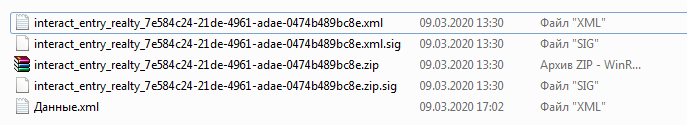 interact_entry_realty_7e584c24-21de-4961-adae-0474b489bc8e.xml 09.03.2020 13:30 Файл "XML"
interact_entry_realty_7e584c24-21de-4961-adae-0474b489bc8e.xml.sig 09.03.2020 13:30 Файл "SIG"
interact_entry_realty_7e584c24-21de-4961-adae-0474b489bc8e.zip 09.03.2020 13:30 Архив ZIP - WinR...
interact_entry_realty_7e584c24-21de-4961-adae-0474b489bc8e.zip.sig 09.03.2020 13:30 Файл "SIG"
Данные.xml 09.03.2020 17:02 Файл "XML"